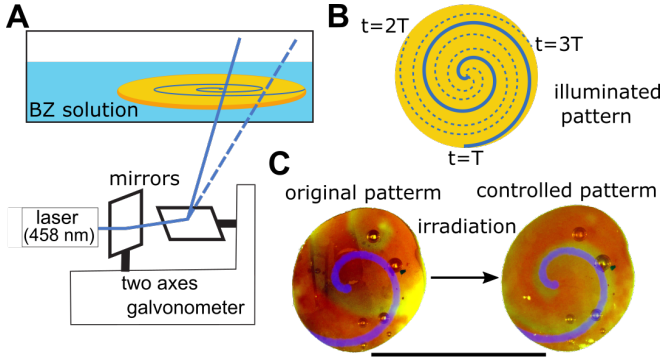 A
BZ solution
mirrors
laser
(458 nm)
two axes
galvonometer
B
t=2T
t=3T
t=T
illuminated
pattern
C
original patterm
controlled pattern
irradiation